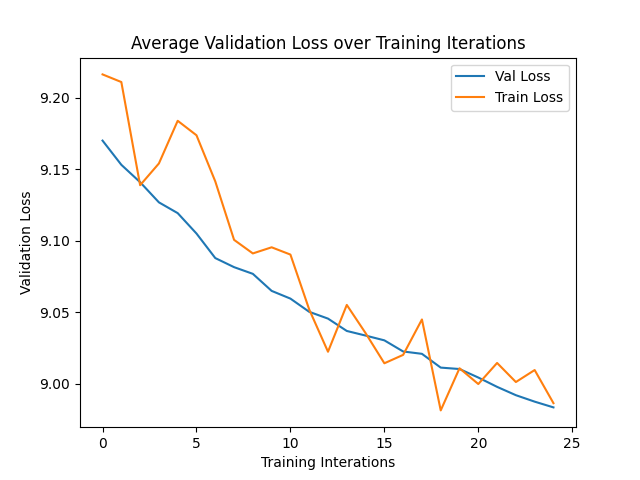 Average Validation Loss over Training Iterations
Val Loss
Train Loss
9.20
9.15
9.10
9.05
9.00
Validation Loss
0 5 10 15 20 25
Training Interations